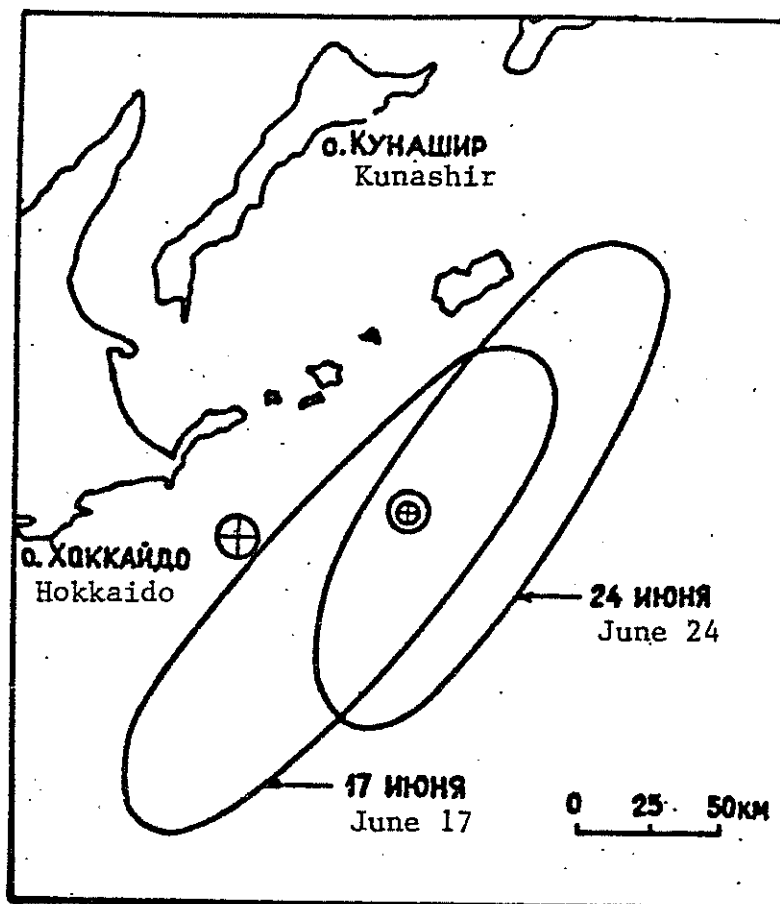 о. КУНАШИР
Kunashir
о. ХОККАЙДО
Hokkaido
24 ИЮНЯ
June 24
17 ИЮНЯ
June 17
0 25 50км